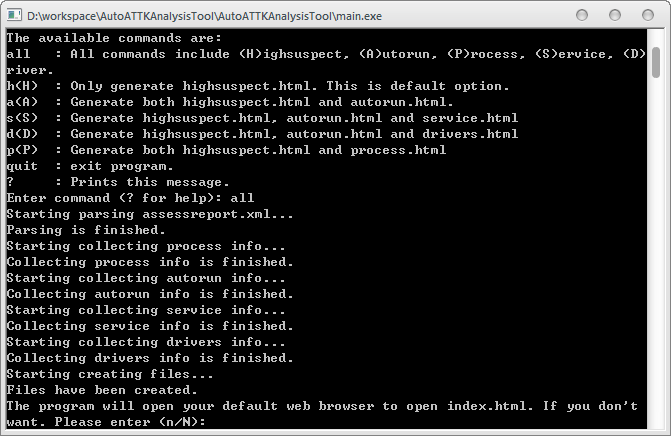 D:\workspace\AutoATTKAnalysisTool\AutoATTKAnalysisTool\main.exe
The available commands are:
all   : All commands include (H)ighsuspect, (A)utorun, (P)rocess, (S)ervice, (D)
river.
h(H)  : Only generate highsuspect.html. This is default option.
a(A)  : Generate both highsuspect.html and autorun.html.
s(S)  : Generate highsuspect.html, autorun.html and service.html
d(D)  : Generate highsuspect.html, autorun.html and drivers.html
p(P)  : Generate both highsuspect.html and process.html
quit  : exit program.
?     : Prints this message.
Enter command (? for help): all
Starting parsing assessreport.xml...
Parsing is finished.
Starting collecting process info...
Collecting process info is finished.
Starting collecting autorun info...
Collecting autorun info is finished.
Starting collecting service info...
Collecting service info is finished.
Starting collecting drivers info...
Collecting drivers info is finished.
Starting creating files...
Files have been created.
The program will open your default web browser to open index.html. If you don't
want. Please enter (n/N):